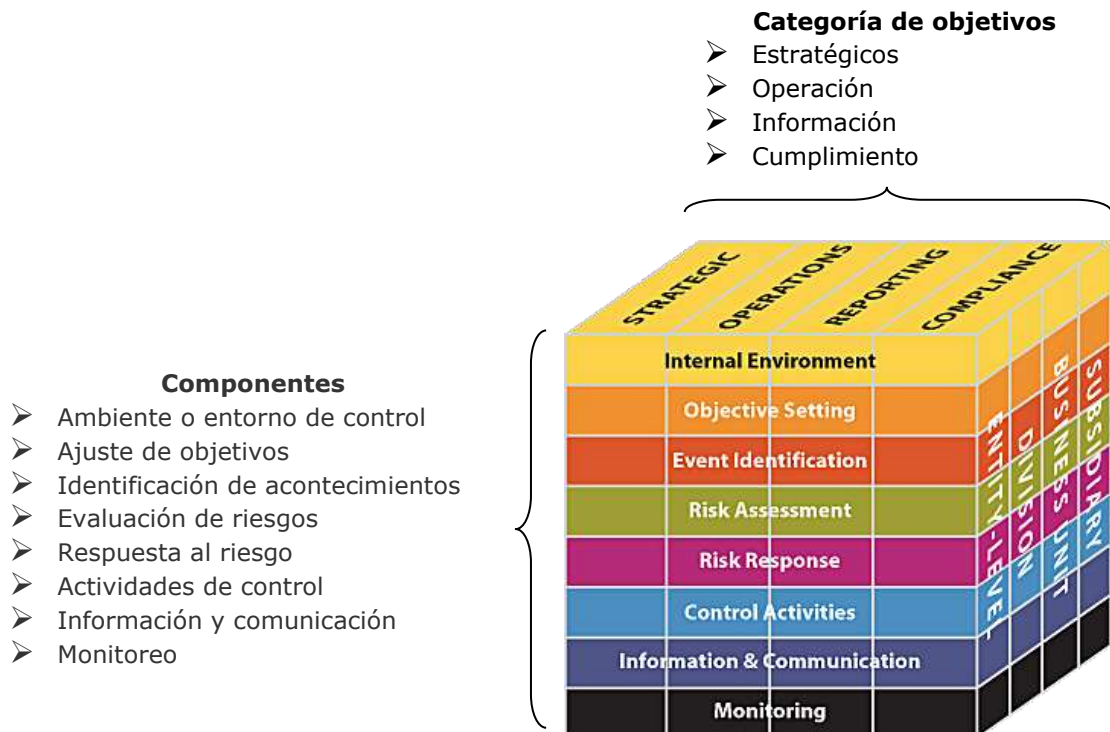 Categoría de objetivos
➢ Estratégicos
➢ Operación
➢ Información
➢ Cumplimiento
STRATEGIC
OPERATIONS
REPORTING
COMPLIANCE
Componentes
➢ Ambiente o entorno de control
➢ Ajuste de objetivos
➢ Identificación de acontecimientos
➢ Evaluación de riesgos
➢ Respuesta al riesgo
➢ Actividades de control
➢ Información y comunicación
➢ Monitoreo
Internal Environment
Objective Setting
Event Identification
Risk Assessment
Risk Response
Control Activities
Information & Communication
Monitoring
ENTITY-LEVEL
DIVISION
BUSINESS UNIT
SUBSIDIARY